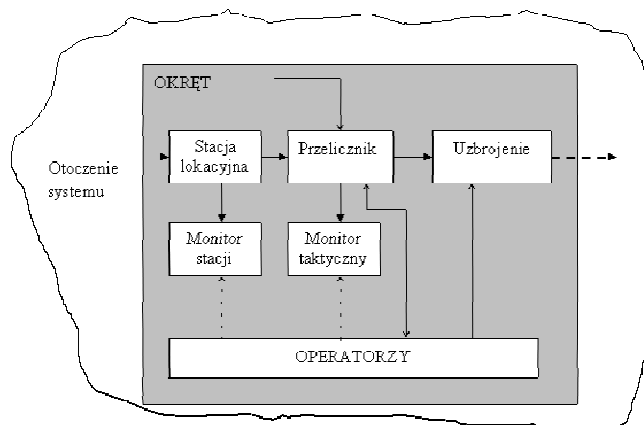 OKRĘT
Stacja
lokacyjna
Przelicznik
Uzbrojenie
Otoczenie
systemu
Monitor
stacji
Monitor
taktyczny
OPERATORZY